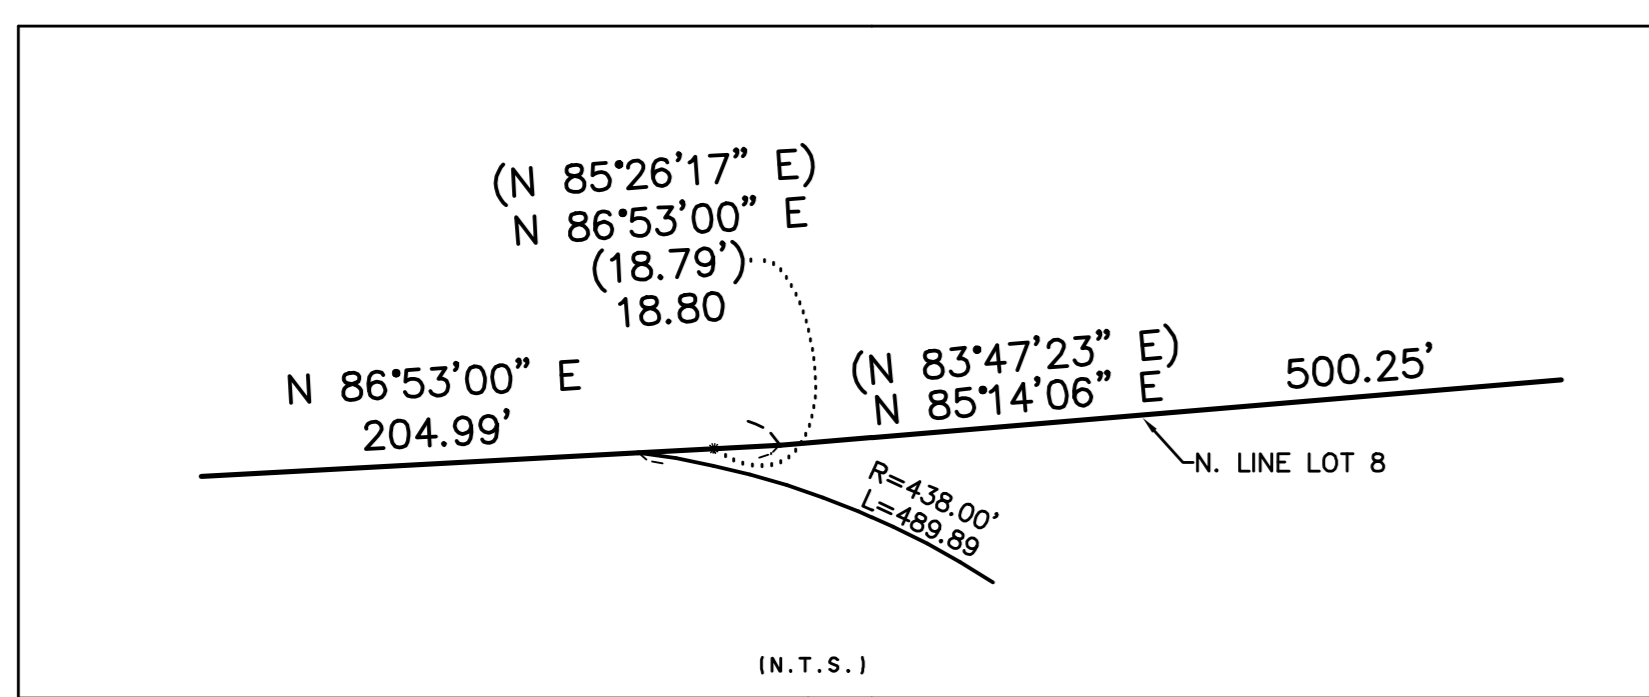 (N 85°26'17" E)
N 86°53'00" E
(18.79')
18.80
N 86°53'00" E
204.99'
(N 83°47'23" E)
N 85°14'06" E
500.25'
N. LINE LOT 8
R=438.00'
L=489.89
(N.T.S.)